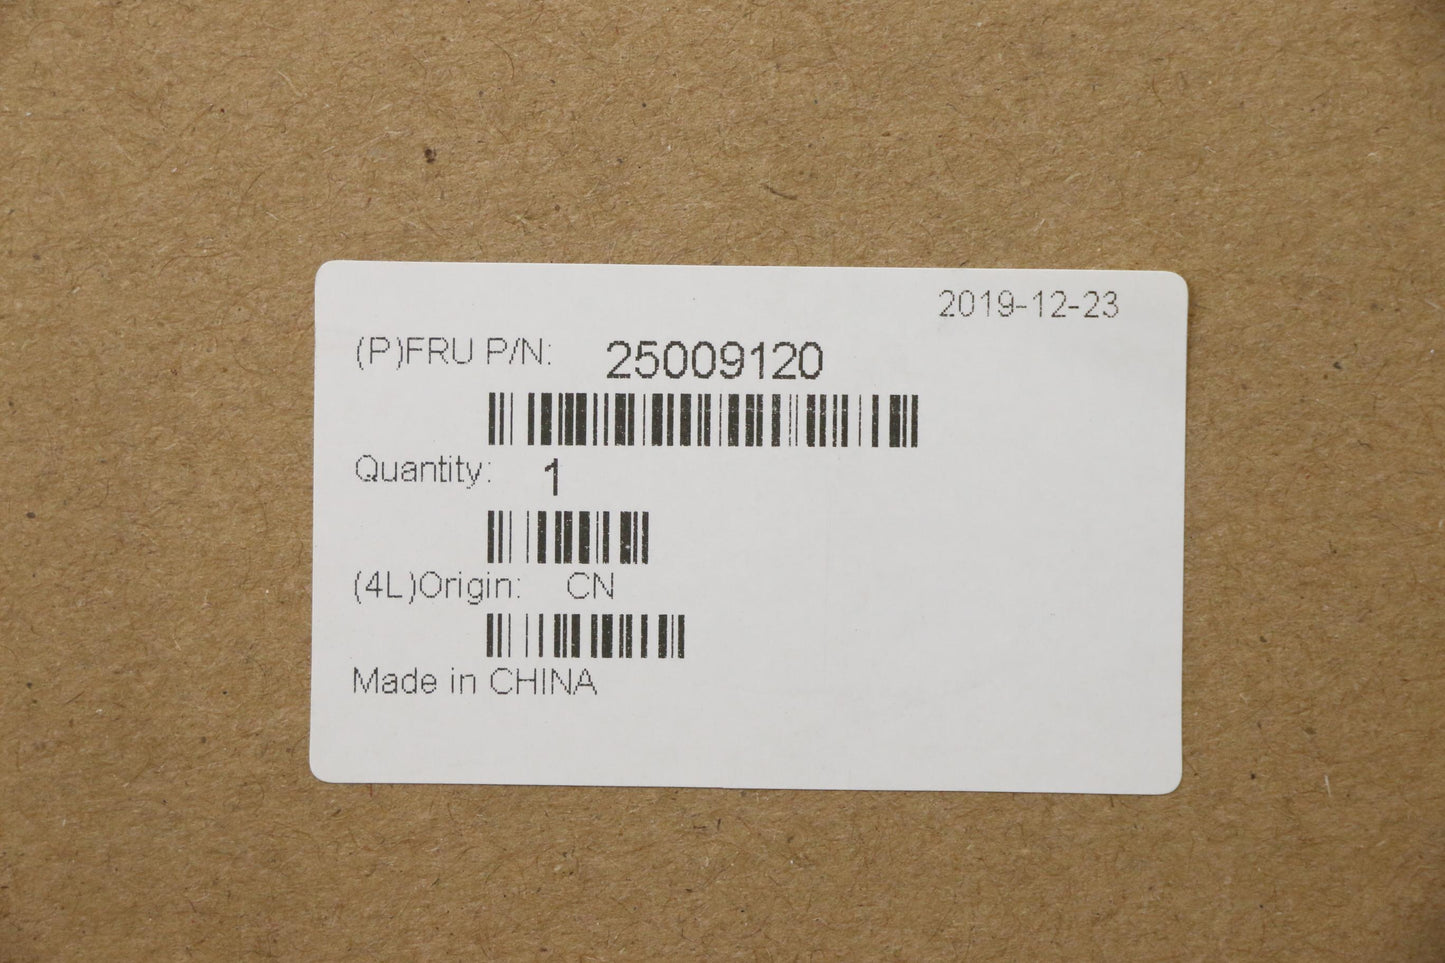 2019-12-23
(P)FRU P/N: 25009120
Quantity: 1
(4L)Origin: CN
Made in CHINA